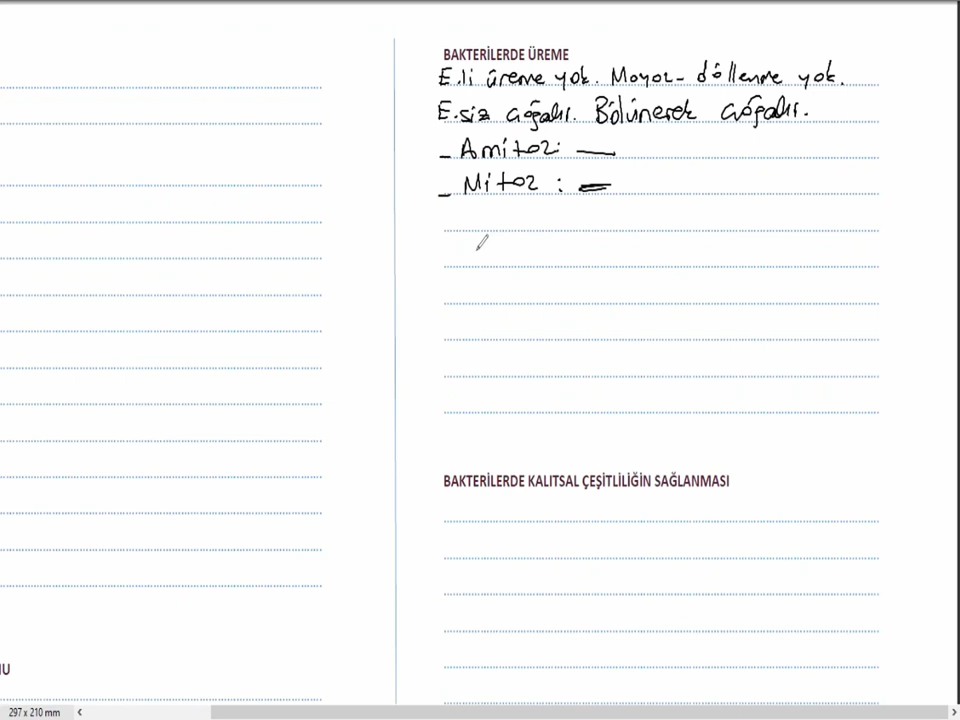 BAKTERİLERDE ÜREME
E.li üreme yok. Mayoz - döllenme yok.
E.siz çoğalır. Bölünerek çoğalır.
- Amitoz: —
- Mitoz : —
BAKTERİLERDE KALITSAL ÇEŞİTLİLİĞİN SAĞLANMASI
NU
297 x 210 mm